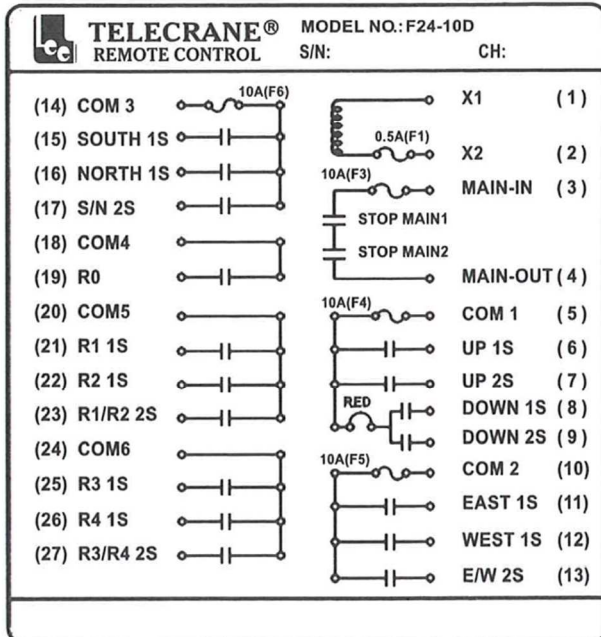 LCC
TELECRANE®
REMOTE CONTROL
MODEL NO.: F24-10D
S/N:
CH:
(14) COM 3
10A(F6)
(15) SOUTH 1S
(16) NORTH 1S
(17) S/N 2S
(18) COM4
(19) R0
(20) COM5
(21) R1 1S
(22) R2 1S
(23) R1/R2 2S
(24) COM6
(25) R3 1S
(26) R4 1S
(27) R3/R4 2S
X1 (1)
0.5A(F1)
X2 (2)
10A(F3)
MAIN-IN (3)
STOP MAIN1
STOP MAIN2
MAIN-OUT (4)
10A(F4)
COM 1 (5)
UP 1S (6)
UP 2S (7)
RED
DOWN 1S (8)
DOWN 2S (9)
10A(F5)
COM 2 (10)
EAST 1S (11)
WEST 1S (12)
E/W 2S (13)